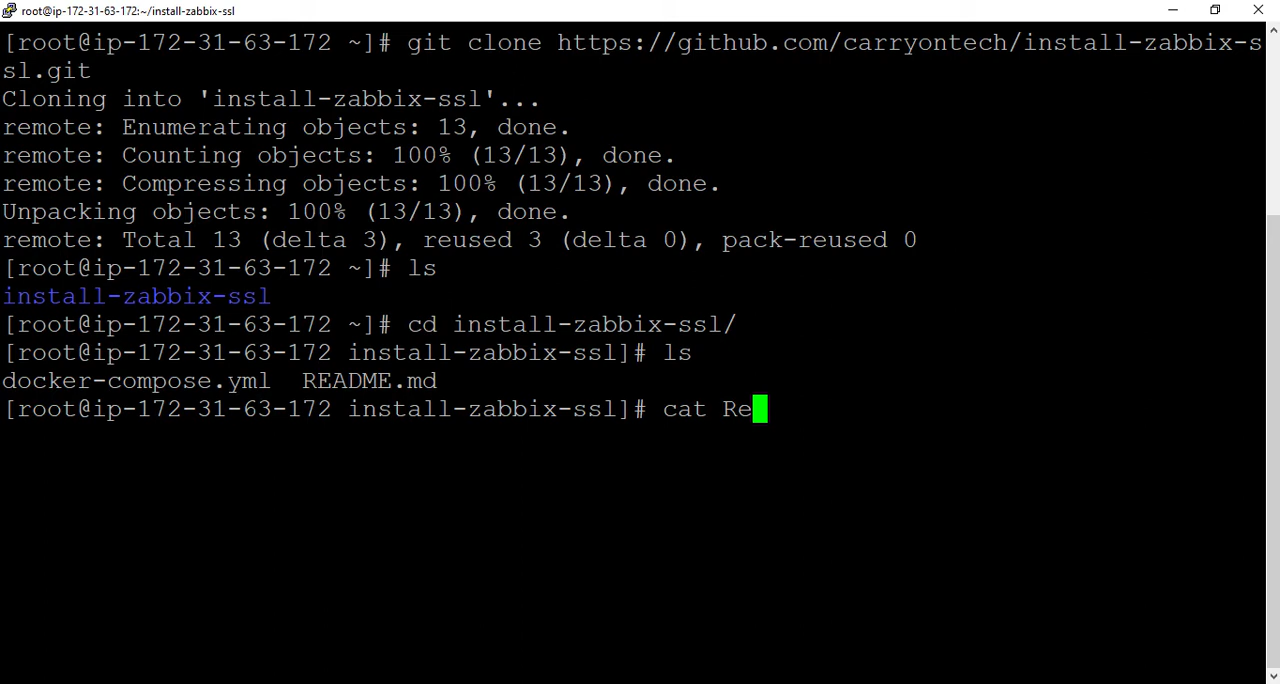 root@ip-172-31-63-172:~/install-zabbix-ssl
[root@ip-172-31-63-172 ~]# git clone https://github.com/carryontech/install-zabbix-s
sl.git
Cloning into 'install-zabbix-ssl'...
remote: Enumerating objects: 13, done.
remote: Counting objects: 100% (13/13), done.
remote: Compressing objects: 100% (13/13), done.
Unpacking objects: 100% (13/13), done.
remote: Total 13 (delta 3), reused 3 (delta 0), pack-reused 0
[root@ip-172-31-63-172 ~]# ls
install-zabbix-ssl
[root@ip-172-31-63-172 ~]# cd install-zabbix-ssl/
[root@ip-172-31-63-172 install-zabbix-ssl]# ls
docker-compose.yml  README.md
[root@ip-172-31-63-172 install-zabbix-ssl]# cat Re